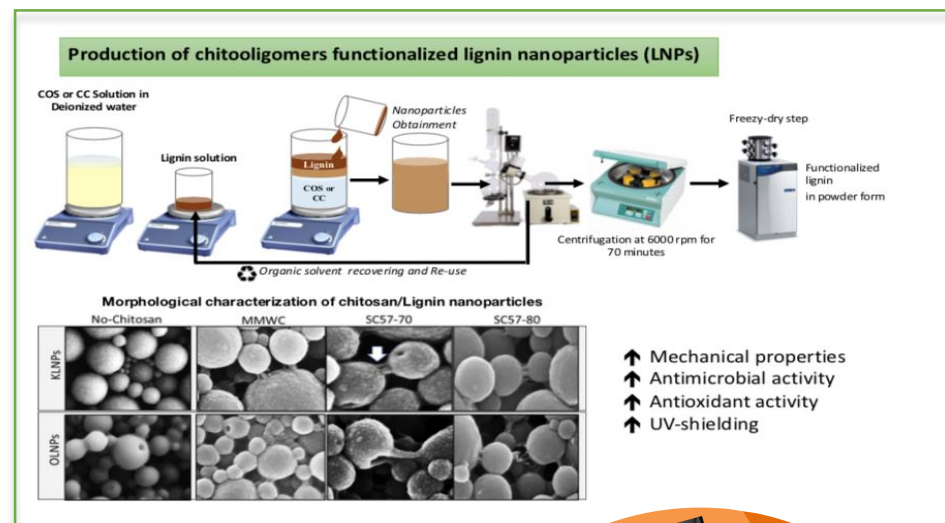 Production of chitooligomers functionalized lignin nanoparticles (LNPs)
COS or CC Solution in
Deionized water
Lignin solution
Nanoparticles
Obtainment
Lignin
COS or
CC
Freezy-dry step
Functionalized
lignin
in powder form
Centrifugation at 6000 rpm for
70 minutes
Organic solvent recovering and Re-use
Morphological characterization of chitosan/Lignin nanoparticles
No-Chitosan MMWC SC57-70 SC57-80
KLNPs
OLNPs
Mechanical properties
Antimicrobial activity
Antioxidant activity
UV-shielding